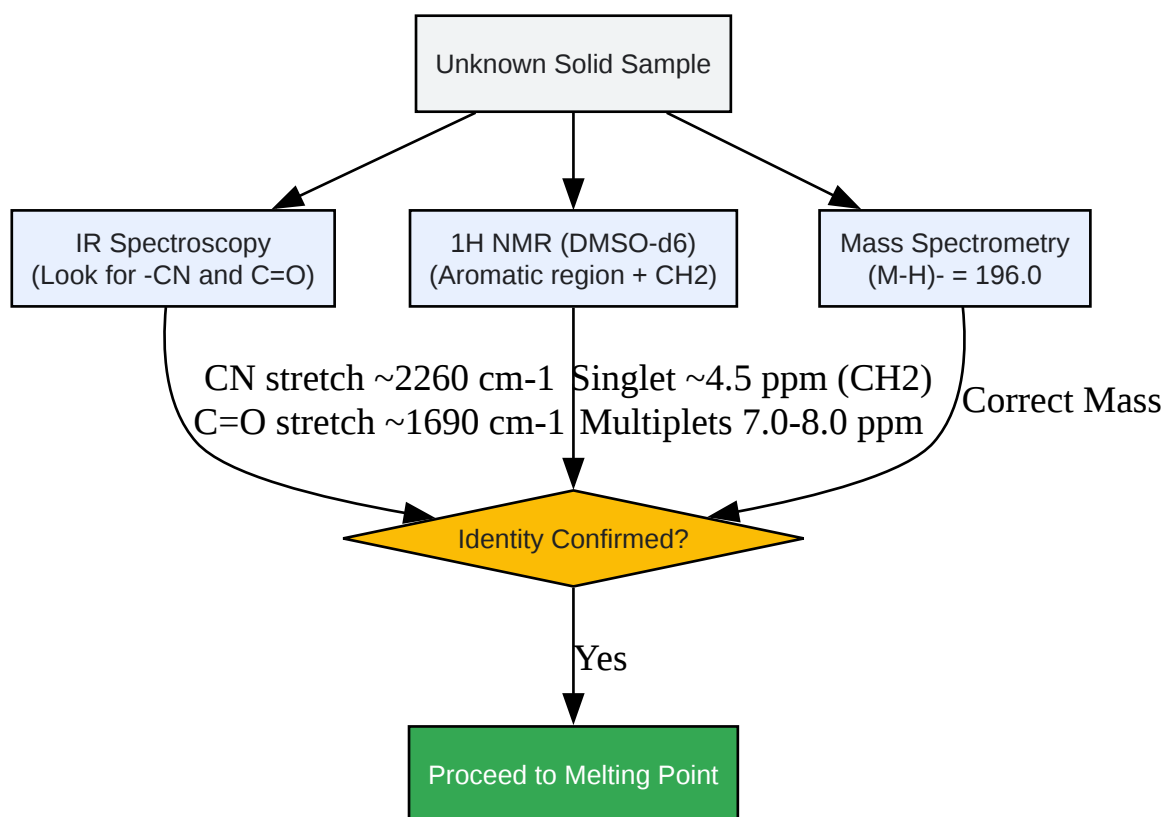 Unknown Solid Sample
IR Spectroscopy
(Look for -CN and C=O)
1H NMR (DMSO-d6)
(Aromatic region + CH2)
Mass Spectrometry
(M-H)- = 196.0
CN stretch ~2260 cm-1
C=O stretch ~1690 cm-1
Singlet ~4.5 ppm (CH2)
Multiplets 7.0-8.0 ppm
Correct Mass
Identity Confirmed?
Yes
Proceed to Melting Point